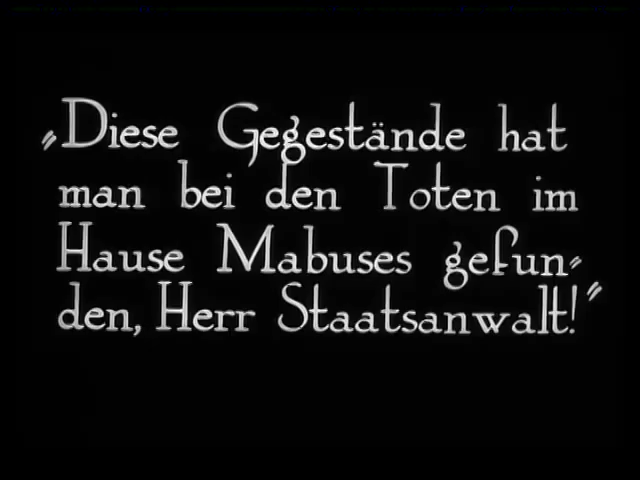 „Diese Gegestände hat
man bei den Toten im
Hause Mabuses gefun⸗
den, Herr Staatsanwalt!“